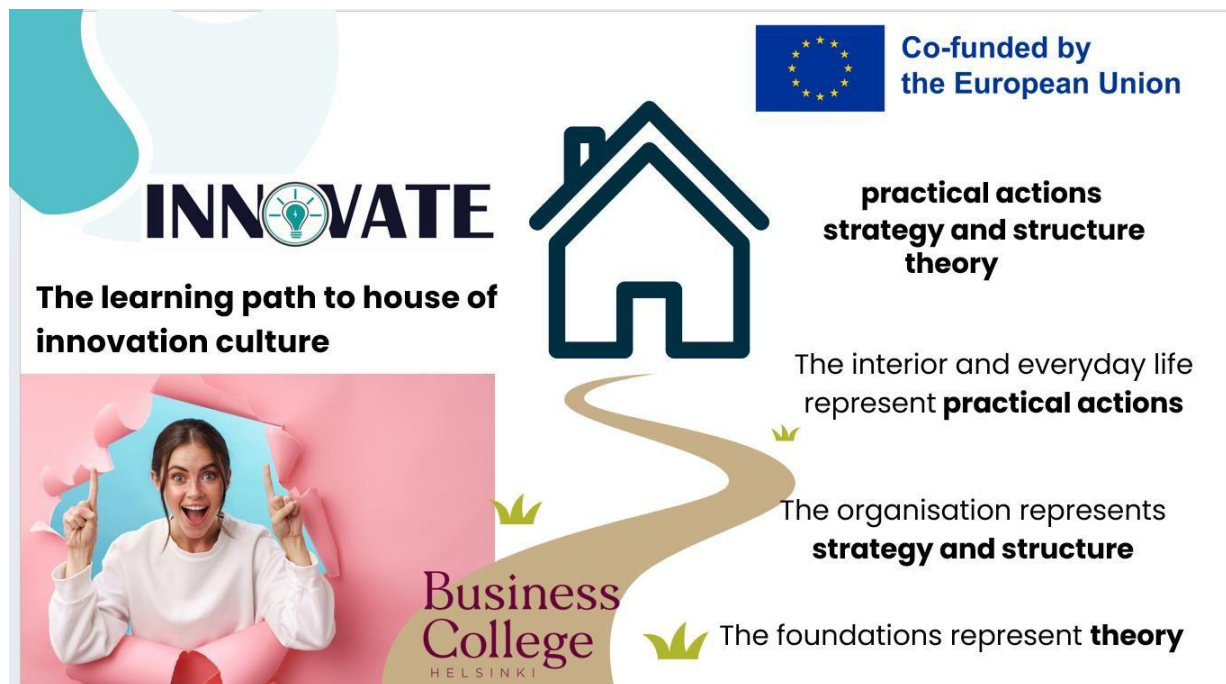 Co-funded by
the European Union
INNOVATE
The learning path to house of
innovation culture
practical actions
strategy and structure
theory
The interior and everyday life
represent practical actions
The organisation represents
strategy and structure
The foundations represent theory
Business
College
HELSINKI